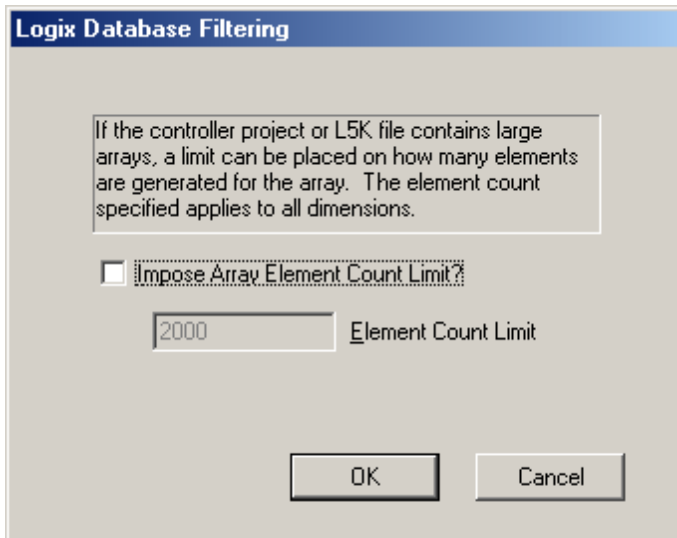 Logix Database Filtering
If the controller project or L5K file contains large
arrays, a limit can be placed on how many elements
are generated for the array.  The element count
specified applies to all dimensions.
Impose Array Element Count Limit?
2000 Element Count Limit
OK Cancel